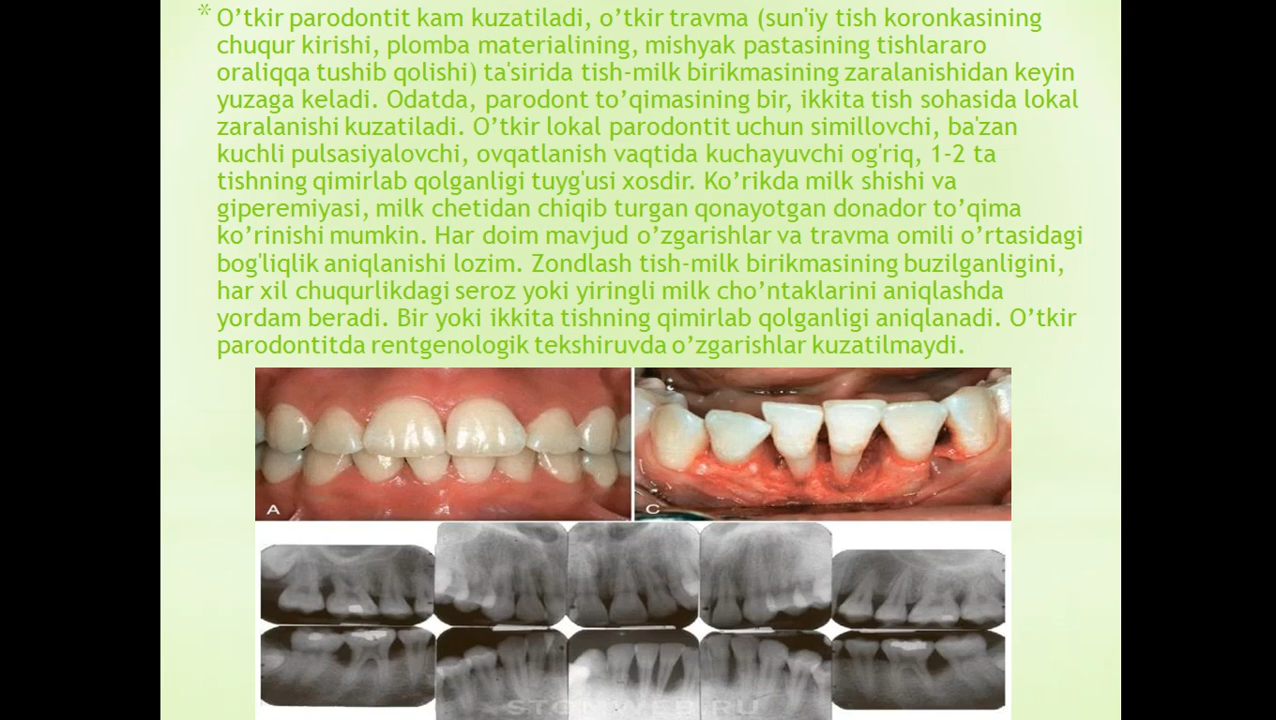 * O’tkir parodontit kam kuzatiladi, o’tkir travma (sun'iy tish koronkasining
chuqur kirishi, plomba materialining, mishyak pastasining tishlararo
oraliqqa tushib qolishi) ta'sirida tish-milk birikmasining zaralanishidan keyin
yuzaga keladi. Odatda, parodont to’qimasining bir, ikkita tish sohasida lokal
zaralanishi kuzatiladi. O’tkir lokal parodontit uchun simillovchi, ba'zan
kuchli pulsasiyalovchi, ovqatlanish vaqtida kuchayuvchi og'riq, 1-2 ta
tishning qimirlab qolganligi tuyg'usi xosdir. Ko’rikda milk shishi va
giperemiyasi, milk chetidan chiqib turgan qonayotgan donador to’qima
ko’rinishi mumkin. Har doim mavjud o’zgarishlar va travma omili o’rtasidagi
bog'liqlik aniqlanishi lozim. Zondlash tish-milk birikmasining buzilganligini,
har xil chuqurlikdagi seroz yoki yiringli milk cho’ntaklarini aniqlashda
yordam beradi. Bir yoki ikkita tishning qimirlab qolganligi aniqlanadi. O’tkir
parodontitda rentgenologik tekshiruvda o’zgarishlar kuzatilmaydi.
A
C
STOMWEB.RU